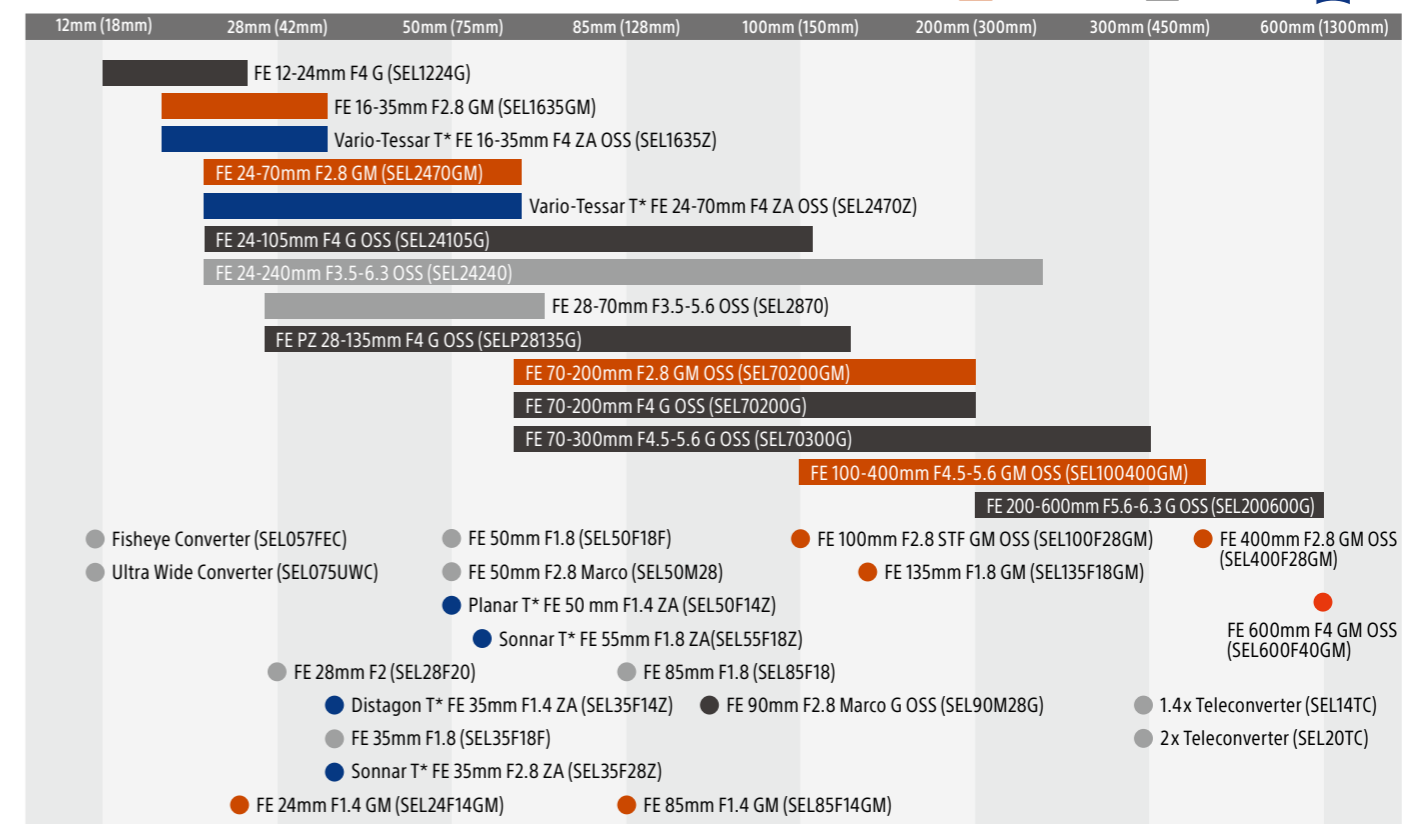 12mm (18mm) 28mm (42mm) 50mm (75mm) 85mm (128mm) 100mm (150mm) 200mm (300mm) 300mm (450mm) 600mm (1300mm)
FE 12-24mm F4 G (SEL1224G)
FE 16-35mm F2.8 GM (SEL1635GM)
Vario-Tessar T* FE 16-35mm F4 ZA OSS (SEL1635Z)
FE 24-70mm F2.8 GM (SEL2470GM)
Vario-Tessar T* FE 24-70mm F4 ZA OSS (SEL2470Z)
FE 24-105mm F4 G OSS (SEL24105G)
FE 24-240mm F3.5-6.3 OSS (SEL24240)
FE 28-70mm F3.5-5.6 OSS (SEL2870)
FE PZ 28-135mm F4 G OSS (SELP28135G)
FE 70-200mm F2.8 GM OSS (SEL70200GM)
FE 70-200mm F4 G OSS (SEL70200G)
FE 70-300mm F4.5-5.6 G OSS (SEL70300G)
FE 100-400mm F4.5-5.6 GM OSS (SEL100400GM)
FE 200-600mm F5.6-6.3 G OSS (SEL200600G)
Fisheye Converter (SEL057FEC)
FE 50mm F1.8 (SEL50F18F)
FE 100mm F2.8 STF GM OSS (SEL100F28GM)
FE 400mm F2.8 GM OSS
(SEL400F28GM)
Ultra Wide Converter (SEL075UWC)
FE 50mm F2.8 Marco (SEL50M28)
FE 135mm F1.8 GM (SEL135F18GM)
Planar T* FE 50 mm F1.4 ZA (SEL50F14Z)
Sonnar T* FE 55mm F1.8 ZA(SEL55F18Z)
FE 600mm F4 GM OSS
(SEL600F40GM)
FE 28mm F2 (SEL28F20)
FE 85mm F1.8 (SEL85F18)
Distagon T* FE 35mm F1.4 ZA (SEL35F14Z)
FE 90mm F2.8 Marco G OSS (SEL90M28G)
1.4x Teleconverter (SEL14TC)
FE 35mm F1.8 (SEL35F18F)
2x Teleconverter (SEL20TC)
Sonnar T* FE 35mm F2.8 ZA (SEL35F28Z)
FE 24mm F1.4 GM (SEL24F14GM)
FE 85mm F1.4 GM (SEL85F14GM)